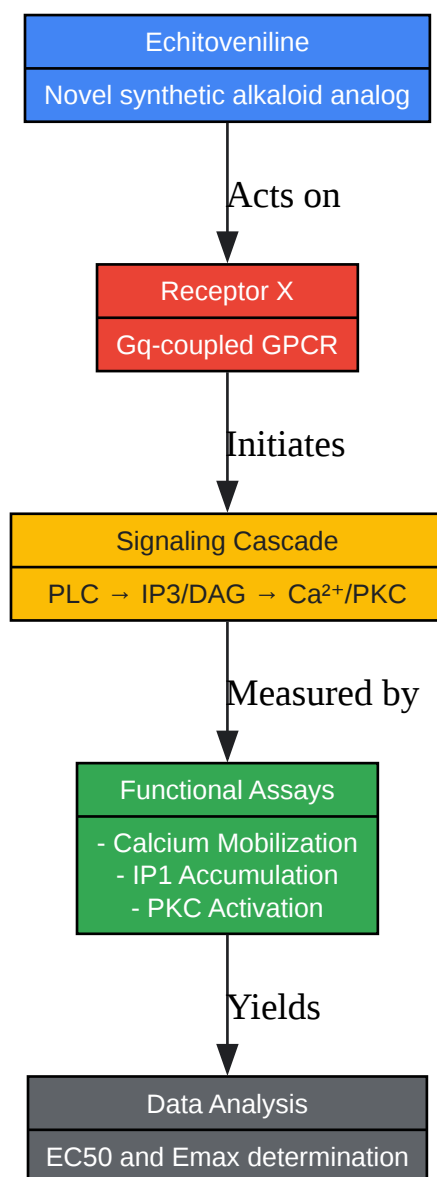 Echitoveniline
Novel synthetic alkaloid analog
Acts on
Receptor X
Gq-coupled GPCR
Initiates
Signaling Cascade
PLC → IP3/DAG → Ca²⁺/PKC
Measured by
Functional Assays
- Calcium Mobilization
- IP1 Accumulation
- PKC Activation
Yields
Data Analysis
EC50 and Emax determination